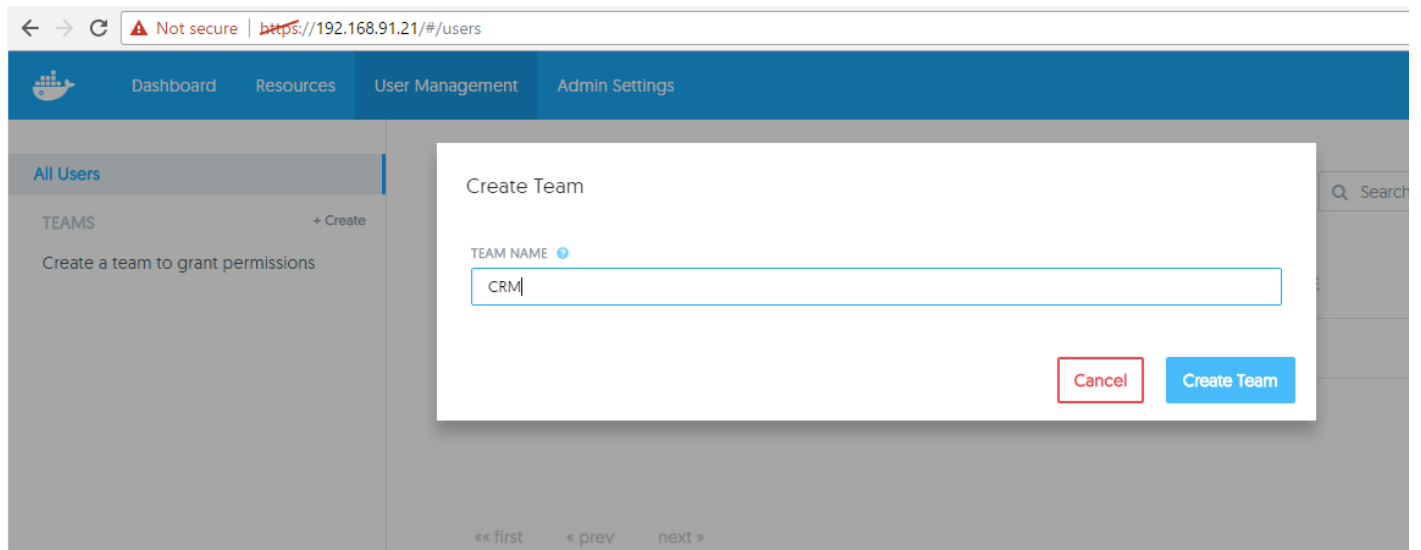 Not secure | https://192.168.91.21/#/users
Dashboard Resources User Management Admin Settings
All Users
TEAMS + Create
Create a team to grant permissions
Create Team
TEAM NAME ?
CRM
Cancel Create Team
Search
«« first « prev next »